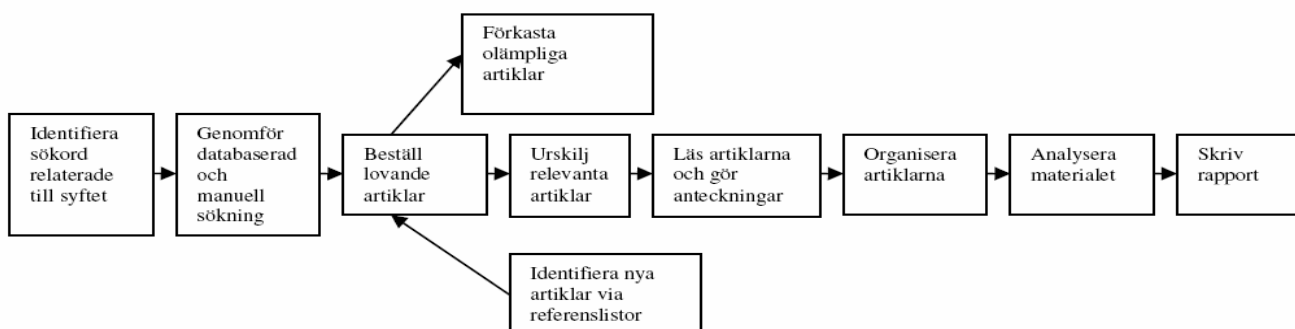 Förkasta
olämpliga
artiklar
Identifiera
sökord
relaterade
till syftet
Genomför
databaserad
och
manuell
sökning
Beställ
lovande
artiklar
Urskilj
relevanta
artiklar
Läs artiklarna
och gör
anteckningar
Organisera
artiklarna
Analysera
materialet
Skriv
rapport
Identifiera nya
artiklar via
referenslistor